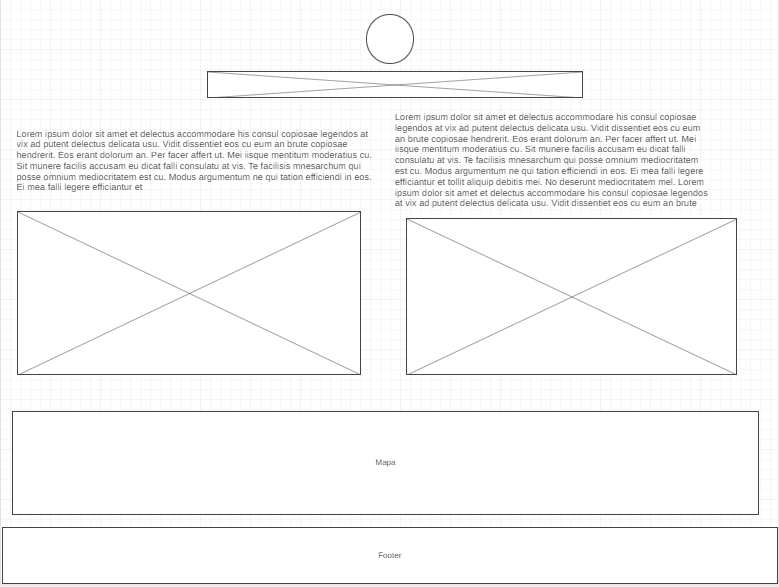 Lorem ipsum dolor sit amet et delectus accommodare his consul copiosae legendos at
vix ad putent delectus delicata usu. Vidit dissentiet eos cu eum an brute copiosae
hendrerit. Eos erant dolorum an. Per facer affert ut. Mei iisque mentitum moderatius cu.
Sit munere facilis accusam eu dicat falli consulatu at vis. Te facilisis mnesarchum qui
posse omnium mediocritatem est cu. Modus argumentum ne qui tation efficiendi in eos.
Ei mea falli legere efficiantur et
Lorem ipsum dolor sit amet et delectus accommodare his consul copiosae
legendos at vix ad putent delectus delicata usu. Vidit dissentiet eos cu eum
an brute copiosae hendrerit. Eos erant dolorum an. Per facer affert ut. Mei
iisque mentitum moderatius cu. Sit munere facilis accusam eu dicat falli
consulatu at vis. Te facilisis mnesarchum qui posse omnium mediocritatem
est cu. Modus argumentum ne qui tation efficiendi in eos. Ei mea falli legere
efficiantur et tollit aliquip debitis mei. No deserunt mediocritatem mel. Lorem
ipsum dolor sit amet et delectus accommodare his consul copiosae legendos
at vix ad putent delectus delicata usu. Vidit dissentiet eos cu eum an brute
Mapa
Footer